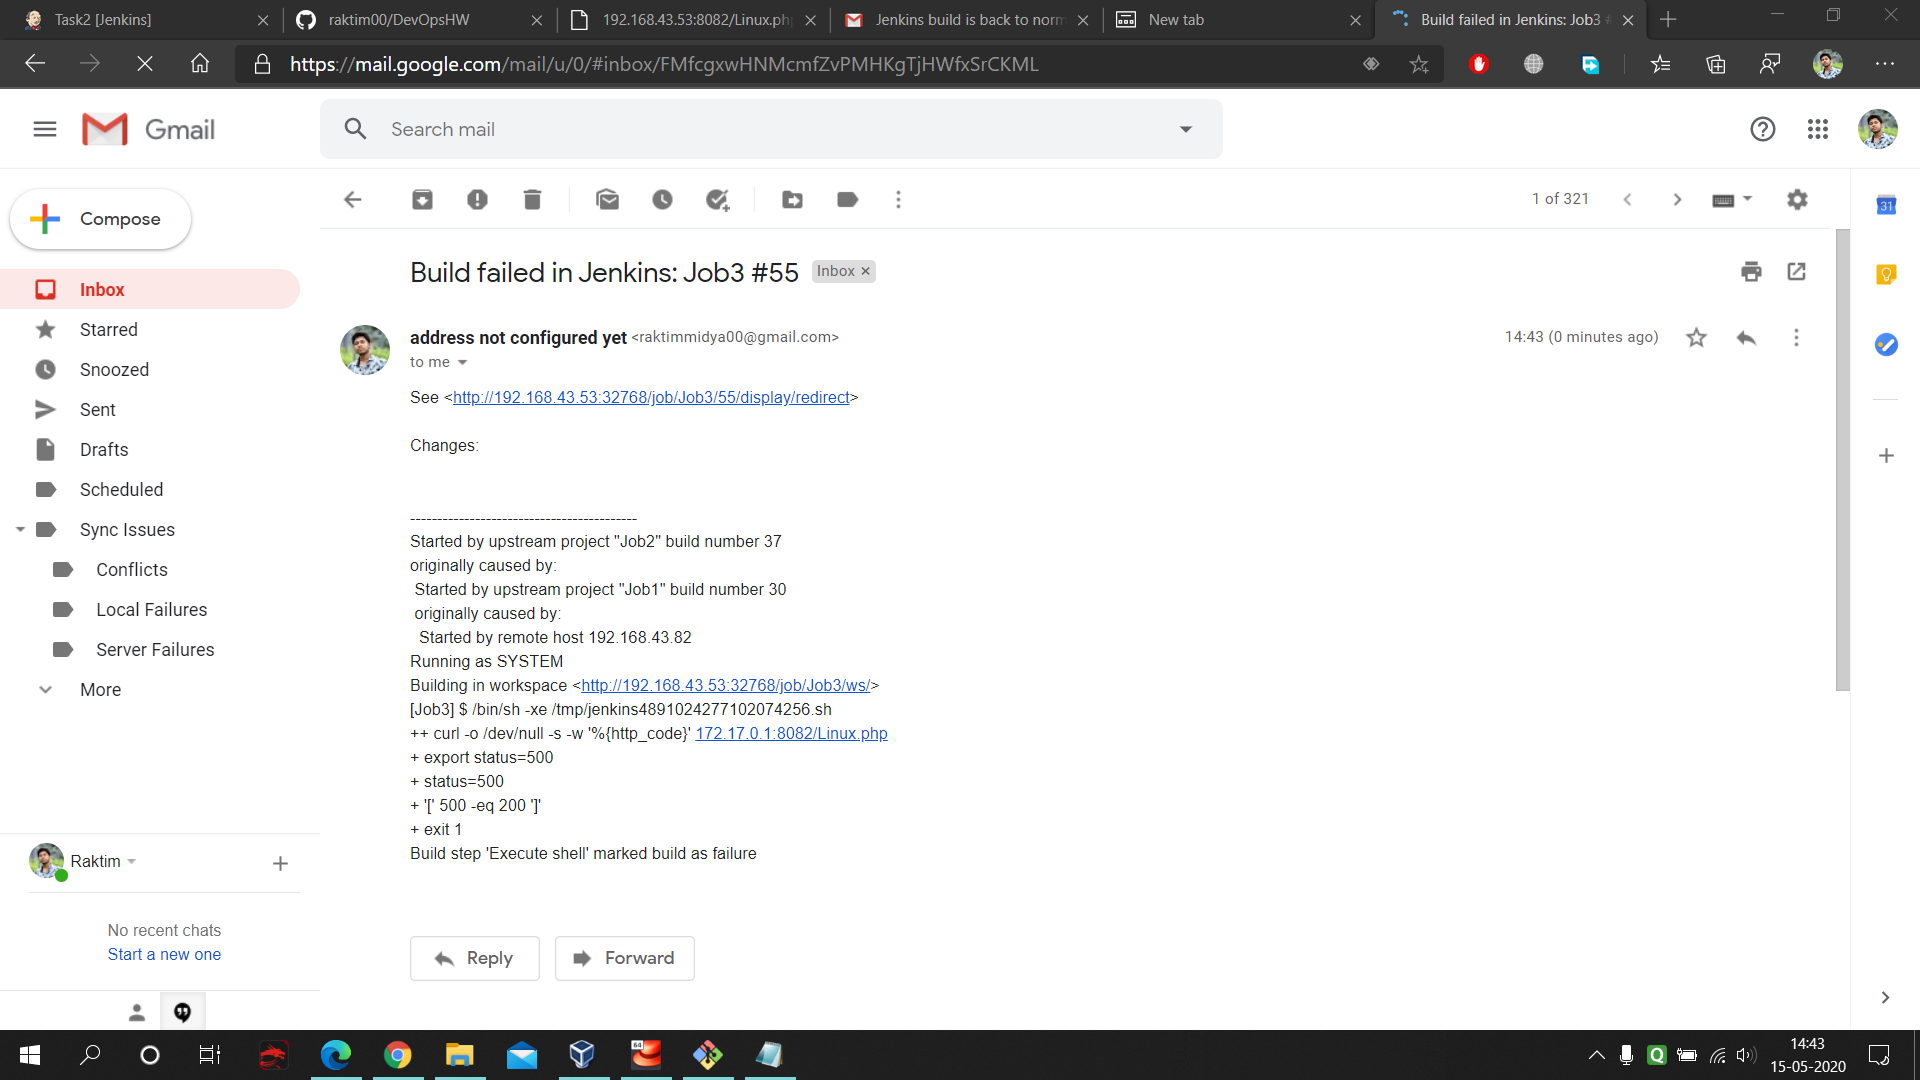 Task2 [Jenkins]
raktim00/DevOpsHW
192.168.43.53:8082/Linux.ph
Jenkins build is back to norm
New tab
Build failed in Jenkins: Job3 #
https://mail.google.com/mail/u/0/#inbox/FMfcgxwHNMcmfZvPMHKgTjHWfxSrCKML
Gmail
Search mail
Compose
1 of 321
31
Inbox
Starred
Snoozed
Sent
Drafts
Scheduled
Sync Issues
Conflicts
Local Failures
Server Failures
More
Build failed in Jenkins: Job3 #55
Inbox ×
address not configured yet <raktimmidya00@gmail.com>
14:43 (0 minutes ago)
to me
See <http://192.168.43.53:32768/job/Job3/55/display/redirect>
Changes:
------------------------------------------
Started by upstream project "Job2" build number 37
originally caused by:
Started by upstream project "Job1" build number 30
originally caused by:
Started by remote host 192.168.43.82
Running as SYSTEM
Building in workspace <http://192.168.43.53:32768/job/Job3/ws/>
[Job3] $ /bin/sh -xe /tmp/jenkins4891024277102074256.sh
++ curl -o /dev/null -s -w '%{http_code}' 172.17.0.1:8082/Linux.php
+ export status=500
+ status=500
+ '[' 500 -eq 200 ']'
+ exit 1
Build step 'Execute shell' marked build as failure
Reply
Forward
Raktim
No recent chats
Start a new one
64
Q
14:43
15-05-2020